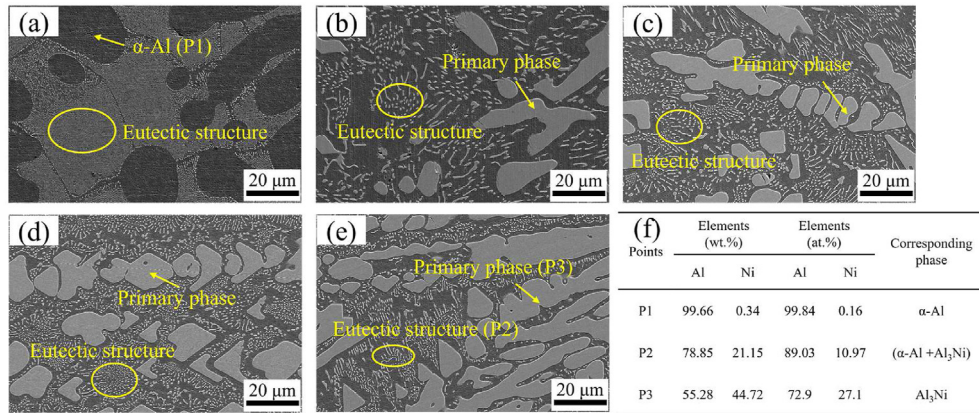 (a)
α-Al (P1)
Eutectic structure
20 μm
(b)
Primary phase
Eutectic structure
20 μm
(c)
Primary phase
Eutectic structure
20 μm
(d)
Primary phase
Eutectic structure
20 μm
(e)
Primary phase (P3)
Eutectic structure (P2)
20 μm
(f)
Points Elements (wt.%) Elements (at.%) Corresponding phase
Al Ni Al Ni
P1 99.66 0.34 99.84 0.16 α-Al
P2 78.85 21.15 89.03 10.97 (α-Al +Al₃Ni)
P3 55.28 44.72 72.9 27.1 Al₃Ni